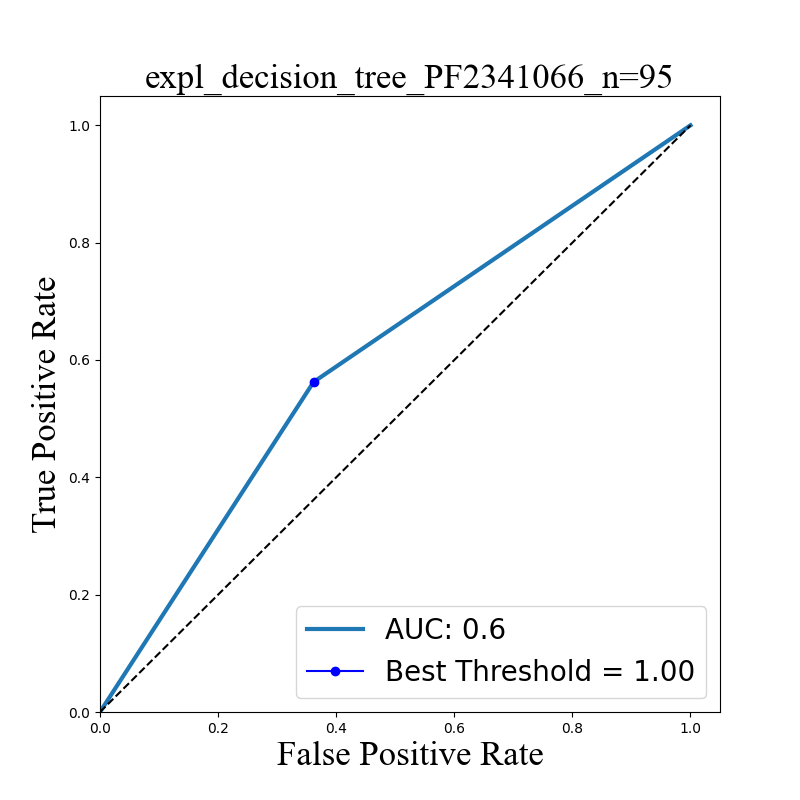 expl_decision_tree_PF2341066_n=95
1.0
0.8
0.6
0.4
0.2
0.0
True Positive Rate
AUC: 0.6
Best Threshold = 1.00
0.0 0.2 0.4 0.6 0.8 1.0
False Positive Rate